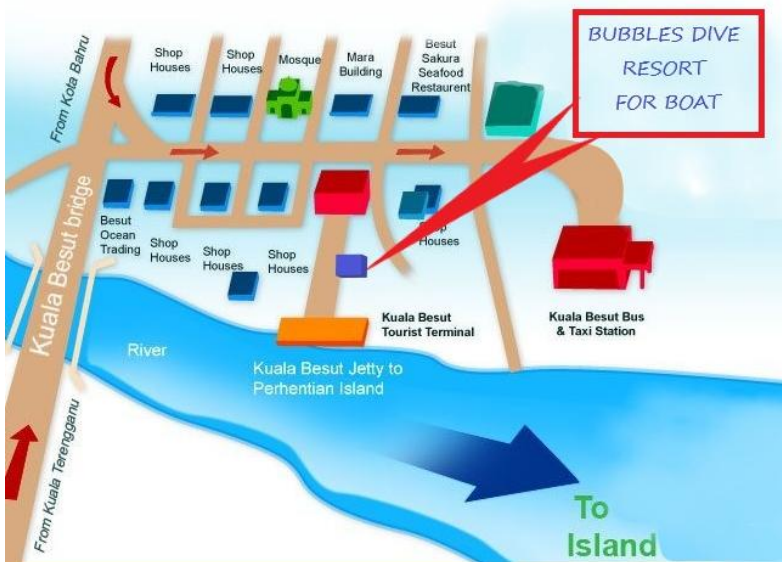 BUBBLES DIVE
RESORT
FOR BOAT
From Kota Bahru
Shop
Houses
Shop
Houses
Mosque
Mara
Building
Besut
Sakura
Seafood
Restaurent
Kuala Besut bridge
Besut
Ocean
Trading
Shop
Houses
Shop
Houses
Shop
Houses
Houses
Kuala Besut
Tourist Terminal
Kuala Besut Bus
& Taxi Station
River
Kuala Besut Jetty to
Perhentian Island
From Kuala Terengganu
To
Island